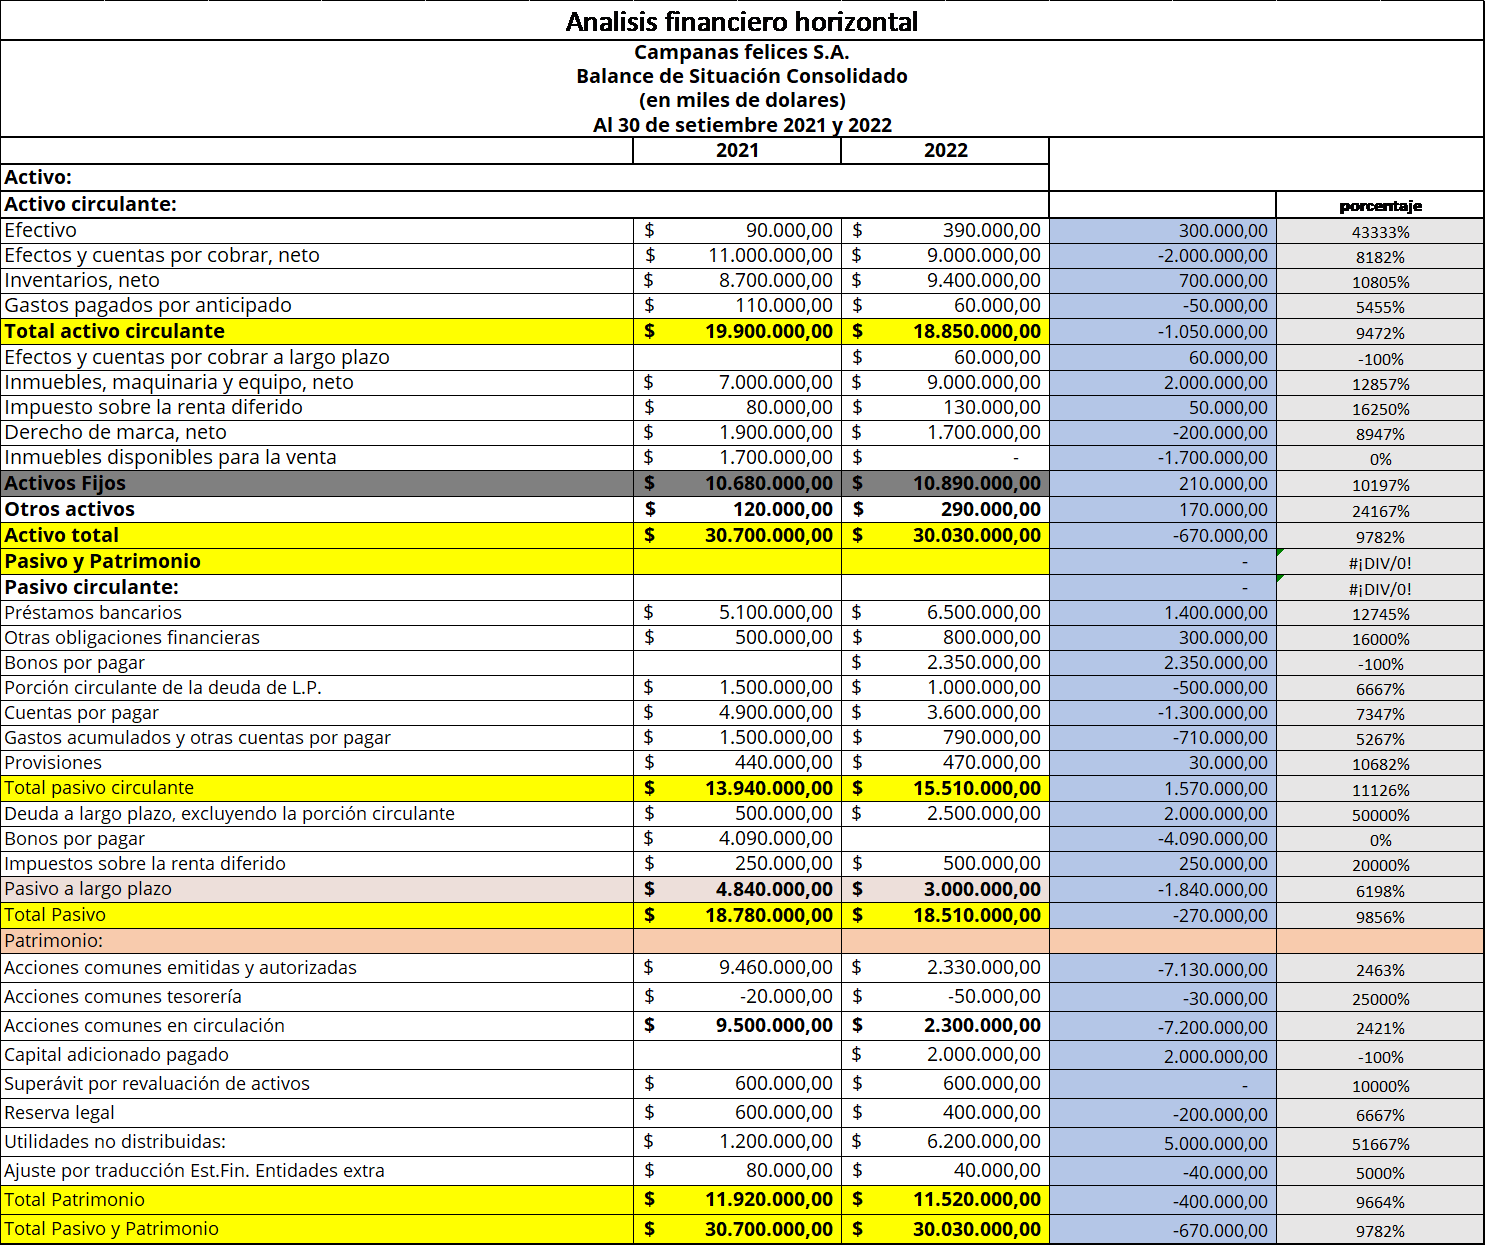 Analisis financiero horizontal
Campanas felices S.A.
Balance de Situación Consolidado
(en miles de dolares)
Al 30 de setiembre 2021 y 2022
2021 2022
Activo:
Activo circulante: porcentaje
Efectivo $ 90.000,00 $ 390.000,00 300.000,00 43333%
Efectos y cuentas por cobrar, neto $ 11.000.000,00 $ 9.000.000,00 -2.000.000,00 8182%
Inventarios, neto $ 8.700.000,00 $ 9.400.000,00 700.000,00 10805%
Gastos pagados por anticipado $ 110.000,00 $ 60.000,00 -50.000,00 5455%
Total activo circulante $ 19.900.000,00 $ 18.850.000,00 -1.050.000,00 9472%
Efectos y cuentas por cobrar a largo plazo $ 60.000,00 60.000,00 -100%
Inmuebles, maquinaria y equipo, neto $ 7.000.000,00 $ 9.000.000,00 2.000.000,00 12857%
Impuesto sobre la renta diferido $ 80.000,00 $ 130.000,00 50.000,00 16250%
Derecho de marca, neto $ 1.900.000,00 $ 1.700.000,00 -200.000,00 8947%
Inmuebles disponibles para la venta $ 1.700.000,00 $ - -1.700.000,00 0%
Activos Fijos $ 10.680.000,00 $ 10.890.000,00 210.000,00 10197%
Otros activos $ 120.000,00 $ 290.000,00 170.000,00 24167%
Activo total $ 30.700.000,00 $ 30.030.000,00 -670.000,00 9782%
Pasivo y Patrimonio - #¡DIV/0!
Pasivo circulante: - #¡DIV/0!
Préstamos bancarios $ 5.100.000,00 $ 6.500.000,00 1.400.000,00 12745%
Otras obligaciones financieras $ 500.000,00 $ 800.000,00 300.000,00 16000%
Bonos por pagar $ 2.350.000,00 2.350.000,00 -100%
Porción circulante de la deuda de L.P. $ 1.500.000,00 $ 1.000.000,00 -500.000,00 6667%
Cuentas por pagar $ 4.900.000,00 $ 3.600.000,00 -1.300.000,00 7347%
Gastos acumulados y otras cuentas por pagar $ 1.500.000,00 $ 790.000,00 -710.000,00 5267%
Provisiones $ 440.000,00 $ 470.000,00 30.000,00 10682%
Total pasivo circulante $ 13.940.000,00 $ 15.510.000,00 1.570.000,00 11126%
Deuda a largo plazo, excluyendo la porción circulante $ 500.000,00 $ 2.500.000,00 2.000.000,00 50000%
Bonos por pagar $ 4.090.000,00 -4.090.000,00 0%
Impuestos sobre la renta diferido $ 250.000,00 $ 500.000,00 250.000,00 20000%
Pasivo a largo plazo $ 4.840.000,00 $ 3.000.000,00 -1.840.000,00 6198%
Total Pasivo $ 18.780.000,00 $ 18.510.000,00 -270.000,00 9856%
Patrimonio:
Acciones comunes emitidas y autorizadas $ 9.460.000,00 $ 2.330.000,00 -7.130.000,00 2463%
Acciones comunes tesorería $ -20.000,00 $ -50.000,00 -30.000,00 25000%
Acciones comunes en circulación $ 9.500.000,00 $ 2.300.000,00 -7.200.000,00 2421%
Capital adicionado pagado $ 2.000.000,00 2.000.000,00 -100%
Superávit por revaluación de activos $ 600.000,00 $ 600.000,00 - 10000%
Reserva legal $ 600.000,00 $ 400.000,00 -200.000,00 6667%
Utilidades no distribuidas: $ 1.200.000,00 $ 6.200.000,00 5.000.000,00 51667%
Ajuste por traducción Est.Fin. Entidades extra $ 80.000,00 $ 40.000,00 -40.000,00 5000%
Total Patrimonio $ 11.920.000,00 $ 11.520.000,00 -400.000,00 9664%
Total Pasivo y Patrimonio $ 30.700.000,00 $ 30.030.000,00 -670.000,00 9782%